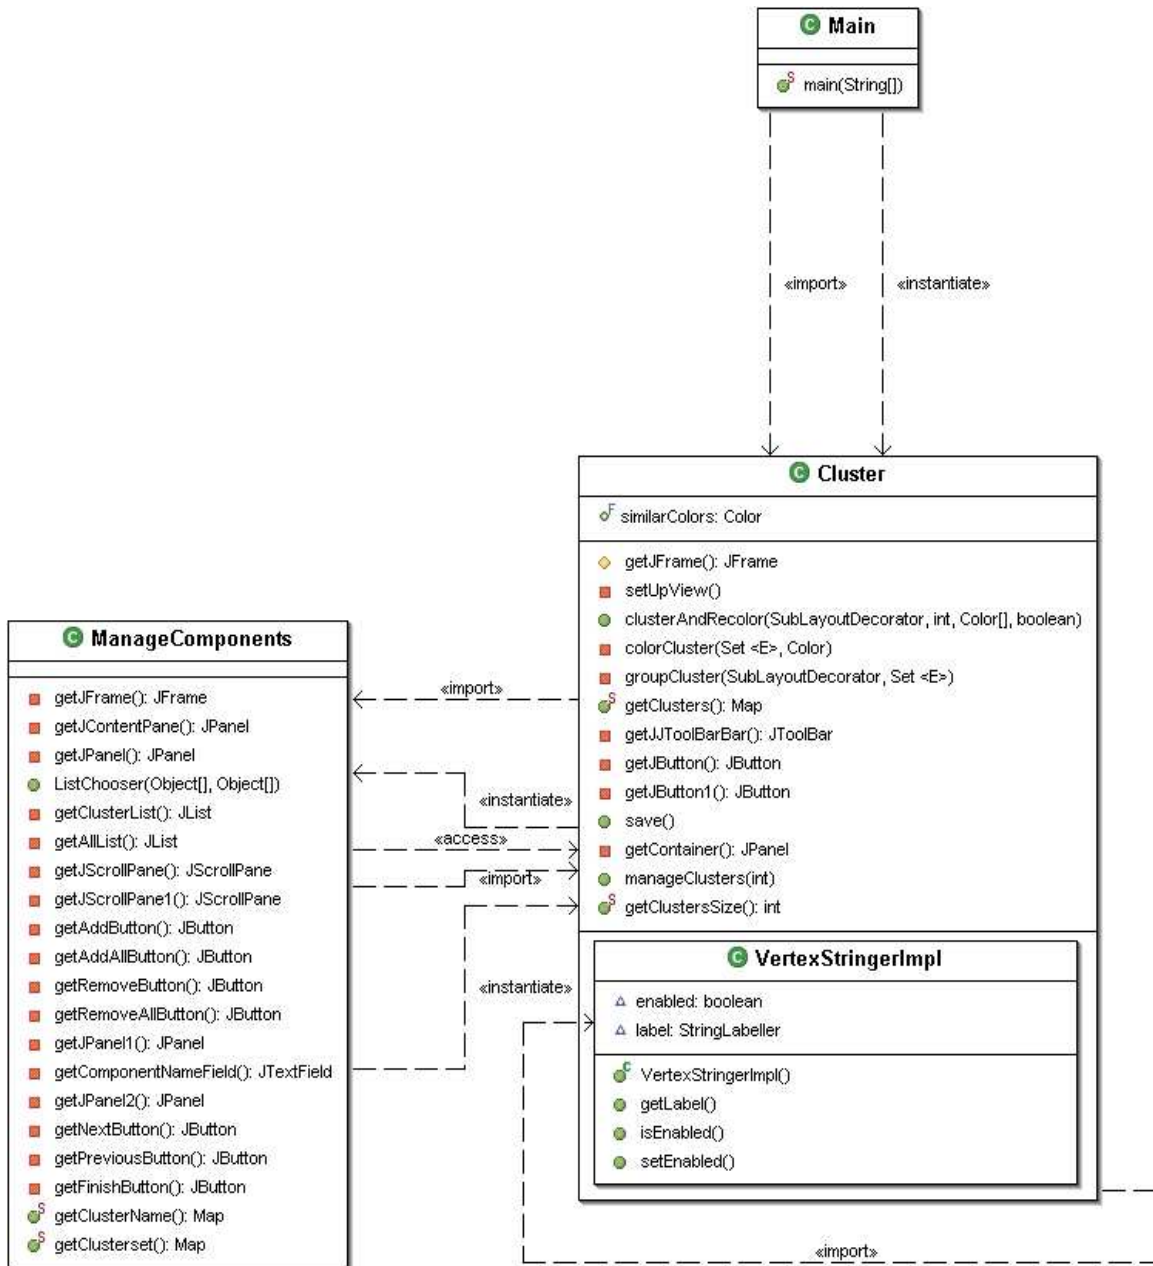 Main
main(String[])
«import»
«instantiate»
Cluster
similarColors: Color
getJFrame(): JFrame
setUpView()
clusterAndRecolor(SubLayoutDecorator, int, Color[], boolean)
colorCluster(Set <E>, Color)
groupCluster(SubLayoutDecorator, Set <E>)
getClusters(): Map
getJJToolBarBar(): JToolBar
getJButton(): JButton
getJButton1(): JButton
save()
getContainer(): JPanel
manageClusters(int)
getClustersSize(): int
VertexStringerImpl
enabled: boolean
label: StringLabeller
VertexStringerImpl()
getLabel()
isEnabled()
setEnabled()
«import»
«instantiate»
«access»
«import»
«instantiate»
«import»
ManageComponents
getJFrame(): JFrame
getJContentPane(): JPanel
getJPanel(): JPanel
ListChooser(Object[], Object[])
getClusterList(): JList
getAllList(): JList
getJScrollPane(): JScrollPane
getJScrollPane1(): JScrollPane
getAddButton(): JButton
getAddAllButton(): JButton
getRemoveButton(): JButton
getRemoveAllButton(): JButton
getJPanel1(): JPanel
getComponentNameField(): JTextField
getJPanel2(): JPanel
getNextButton(): JButton
getPreviousButton(): JButton
getFinishButton(): JButton
getClusterName(): Map
getClusterset(): Map